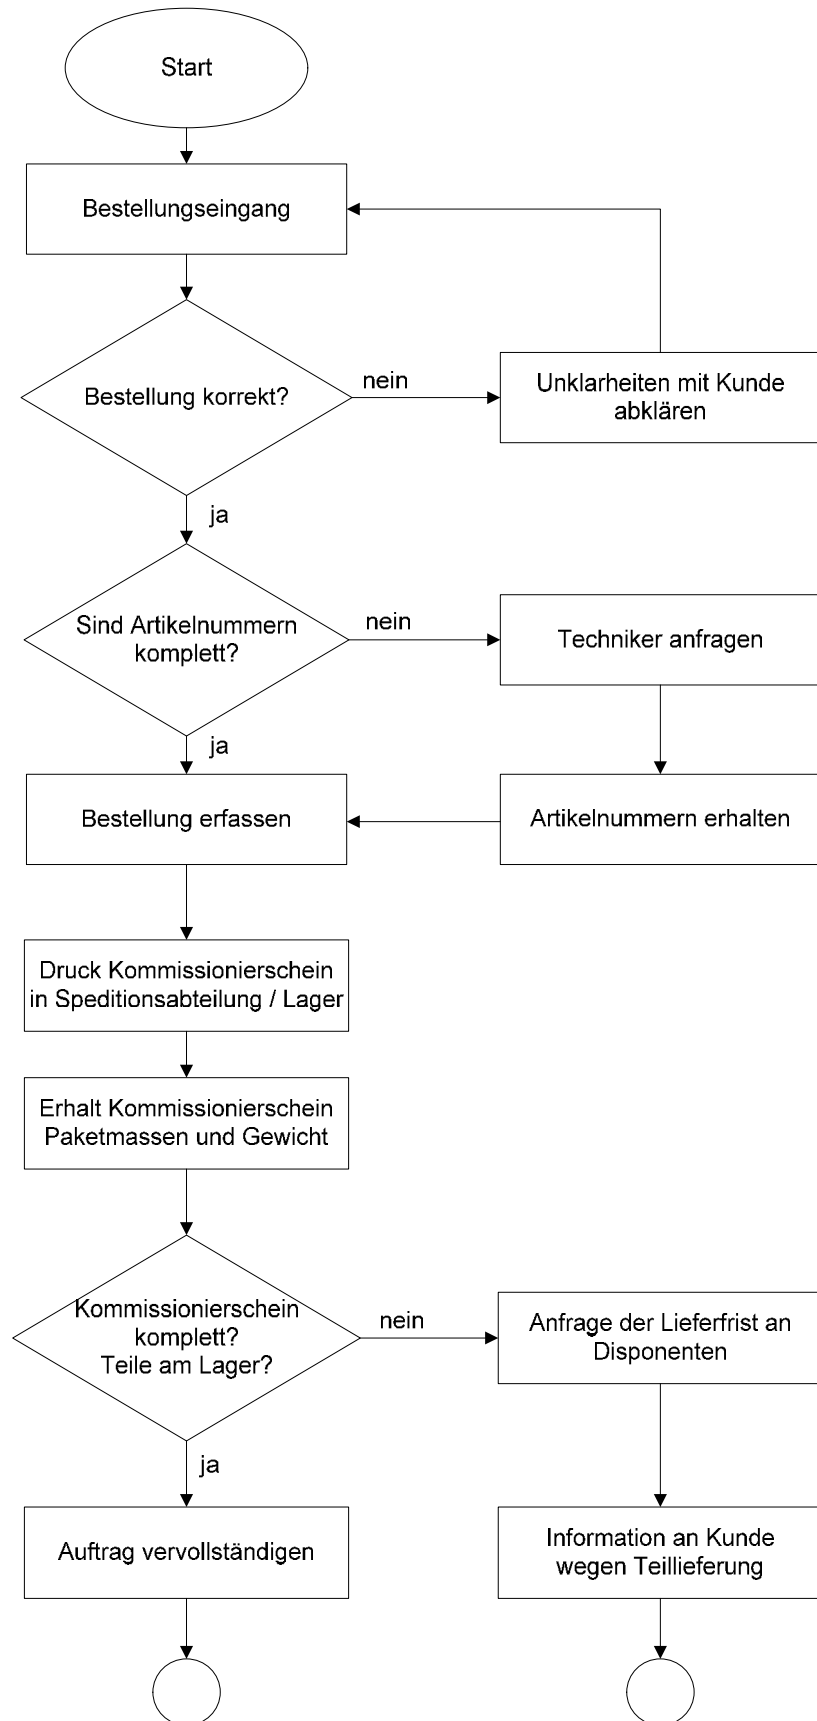 Start
Bestellungseingang
Bestellung korrekt?
nein
Unklarheiten mit Kunde
abklären
ja
Sind Artikelnummern
komplett?
nein
Techniker anfragen
ja
Bestellung erfassen
Artikelnummern erhalten
Druck Kommissionierschein
in Speditionsabteilung / Lager
Erhalt Kommissionierschein
Paketmassen und Gewicht
Kommissionierschein
komplett?
Teile am Lager?
nein
Anfrage der Lieferfrist an
Disponenten
ja
Auftrag vervollständigen
Information an Kunde
wegen Teillieferung